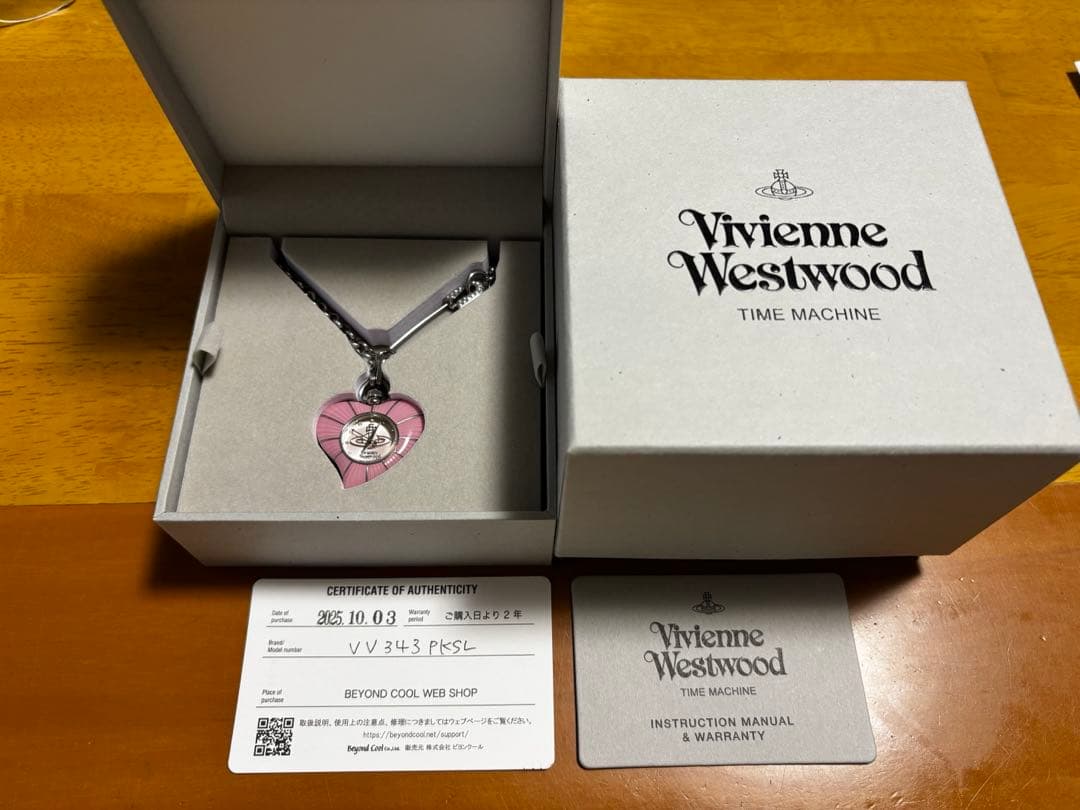 Vivienne
Westwood
TIME MACHINE
CERTIFICATE OF AUTHENTICITY
Date of purchase 2025.10.03 Warranty period ご購入日より2年
Brand/Model number VV343PKSL
Place of purchase BEYOND COOL WEB SHOP
取扱説明、使用上の注意点、修理につきましてはウェブページをご覧ください。
https://beyondcool.net/support/
Beyond Cool Co.,Ltd. 販売元 株式会社 ビヨンクール
Vivienne
Westwood
TIME MACHINE
INSTRUCTION MANUAL
& WARRANTY